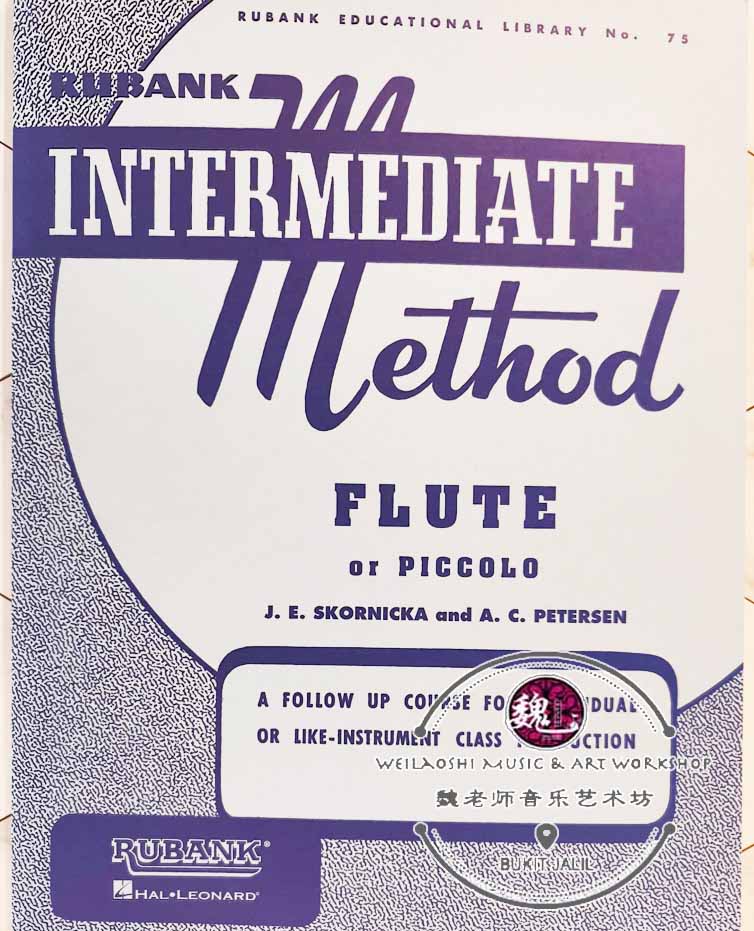 RUBANK EDUCATIONAL LIBRARY No. 75
RUBANK
INTERMEDIATE
Method
FLUTE
or PICCOLO
J. E. SKORNICKA and A. C. PETERSEN
A FOLLOW UP COURSE
OR LIKE-INSTRUMENT CLASS
魏
WEILAOSHI MUSIC & ART WORKSHOP
魏老师音乐艺术坊
BUKIT JALIL
RUBANK®
HAL•LEONARD®